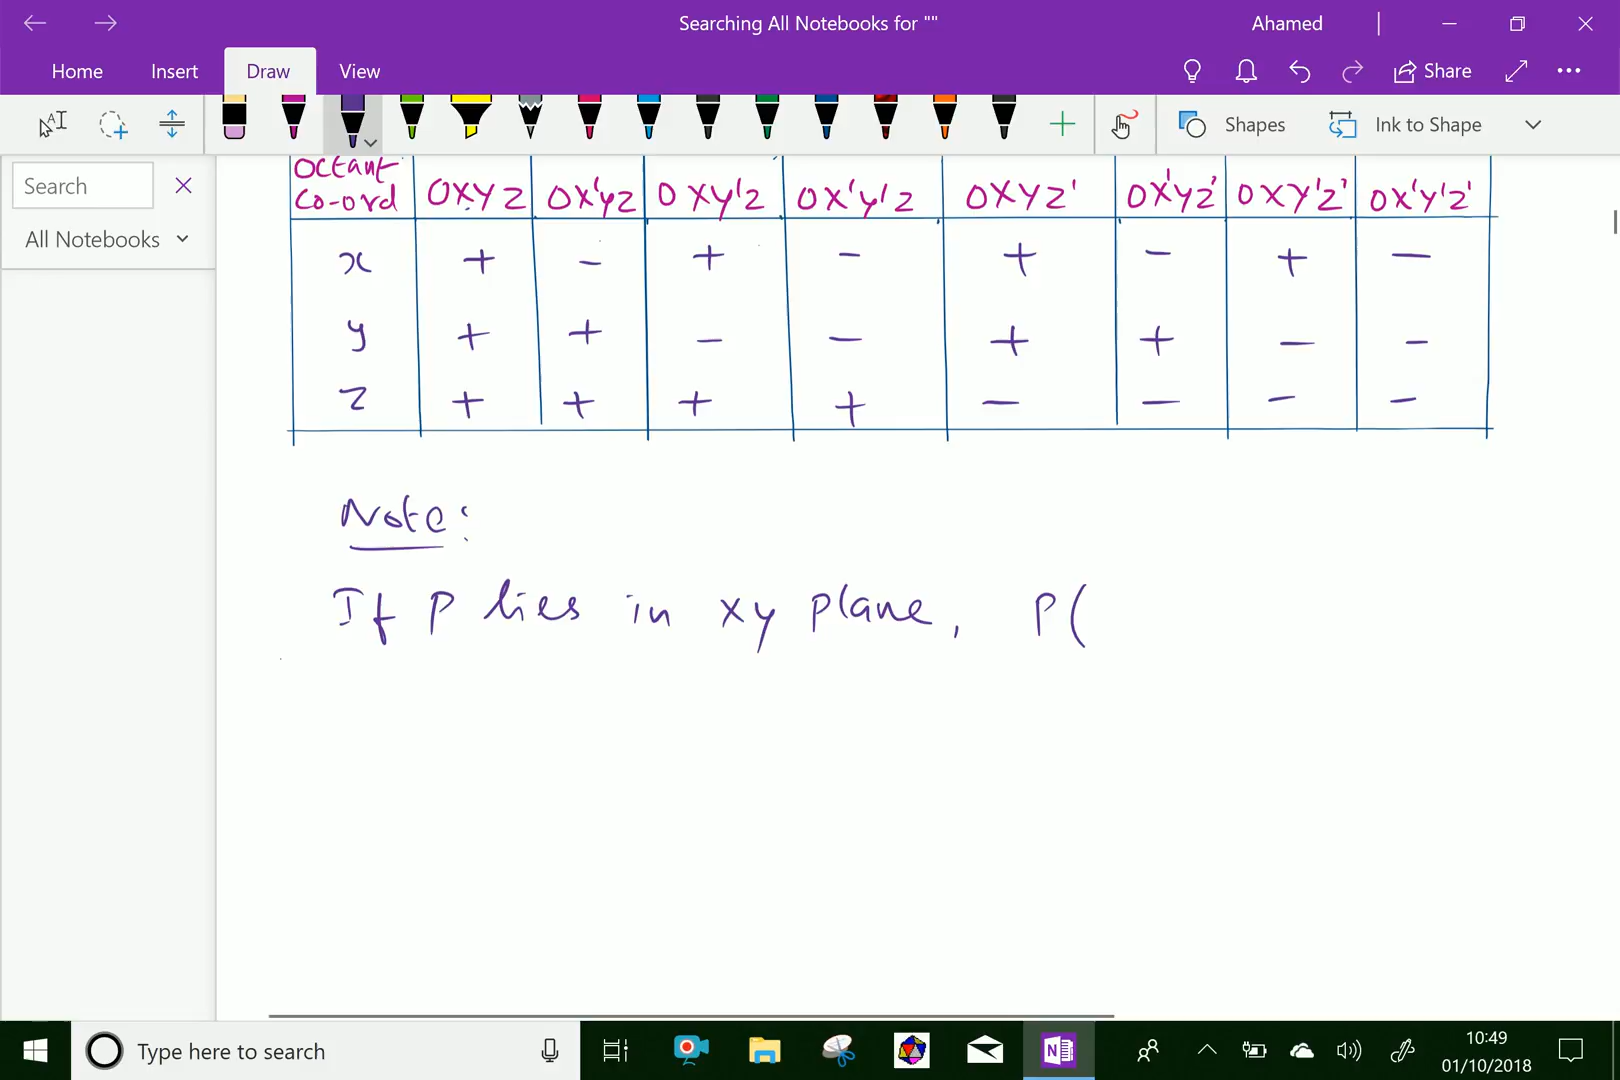 Searching All Notebooks for ""
Ahamed
Home Insert Draw View
Share
Shapes
Ink to Shape
Search
All Notebooks
Octant
Co-ord OXYZ OX'YZ OXY'Z OX'Y'Z OXYZ' OX'YZ' OXY'Z' OX'Y'Z'
x + - + - + - + -
y + + - - + + - -
z + + + + - - - -
Note:
If P lies in xy plane, P(
Type here to search
10:49
01/10/2018